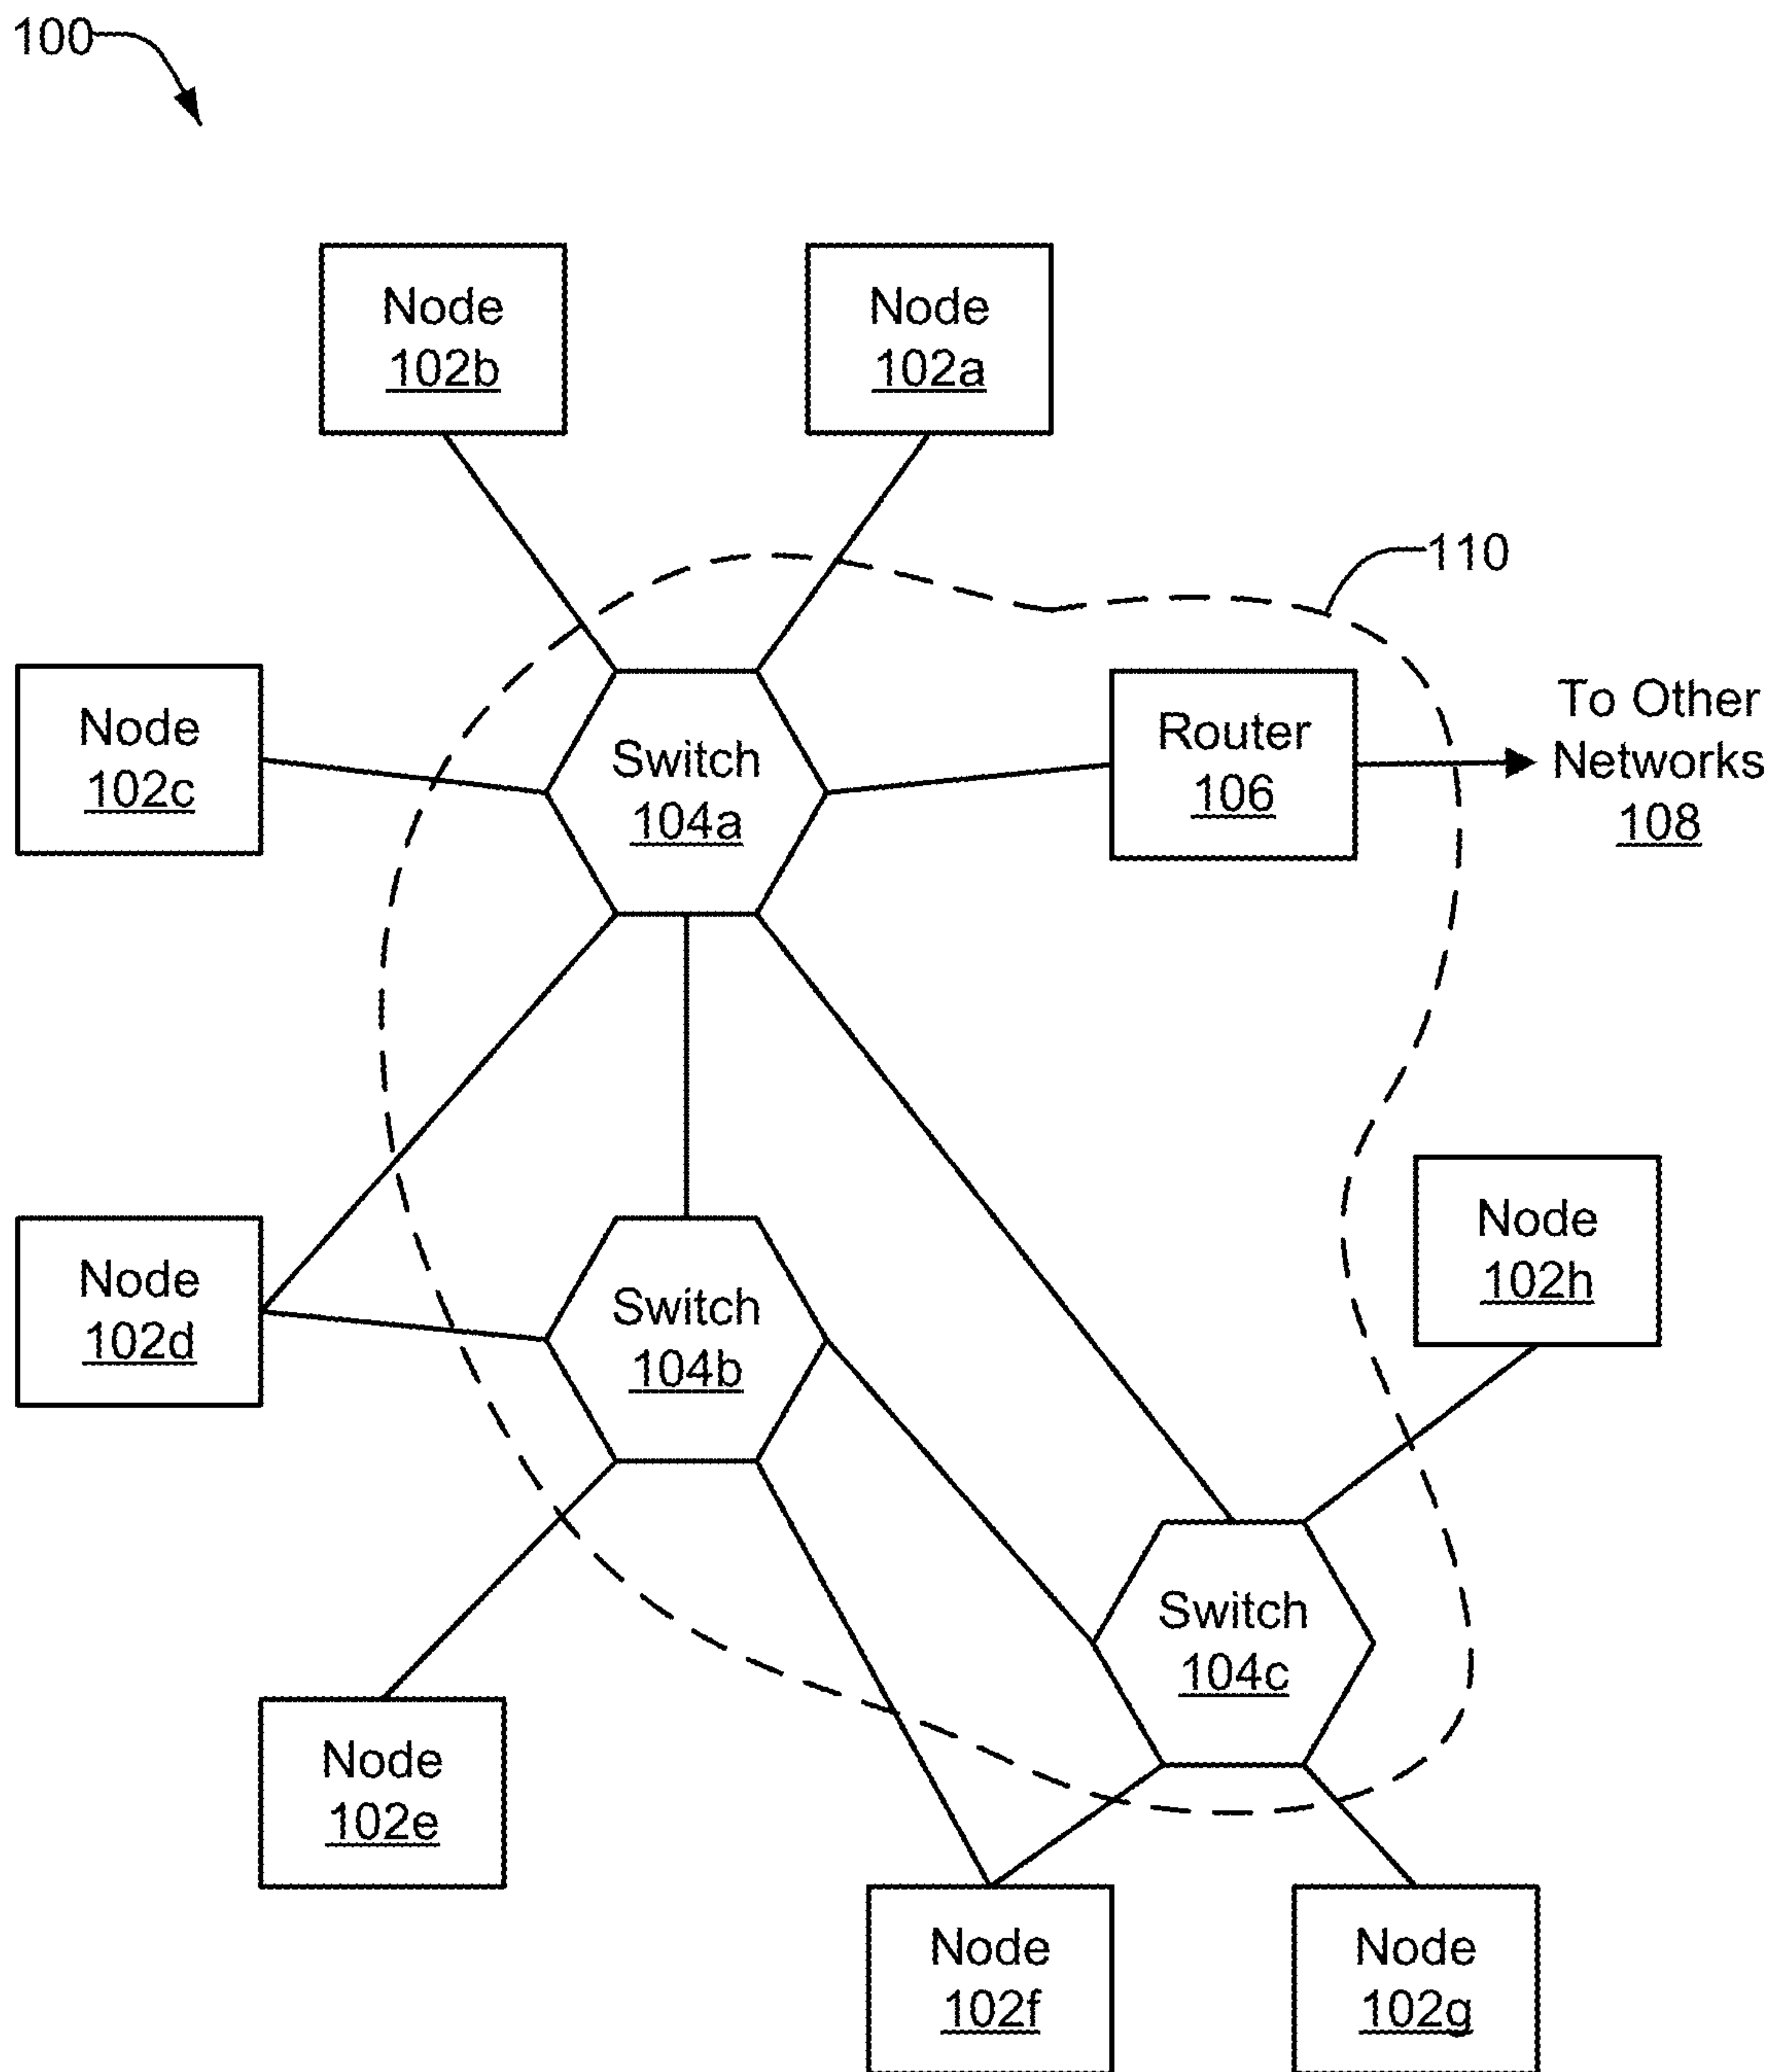 100
Node
102b
Node
102a
110
Node
102c
Switch
104a
Router
106
To Other
Networks
108
Node
102d
Switch
104b
Node
102h
Switch
104c
Node
102e
Node
102f
Node
102g